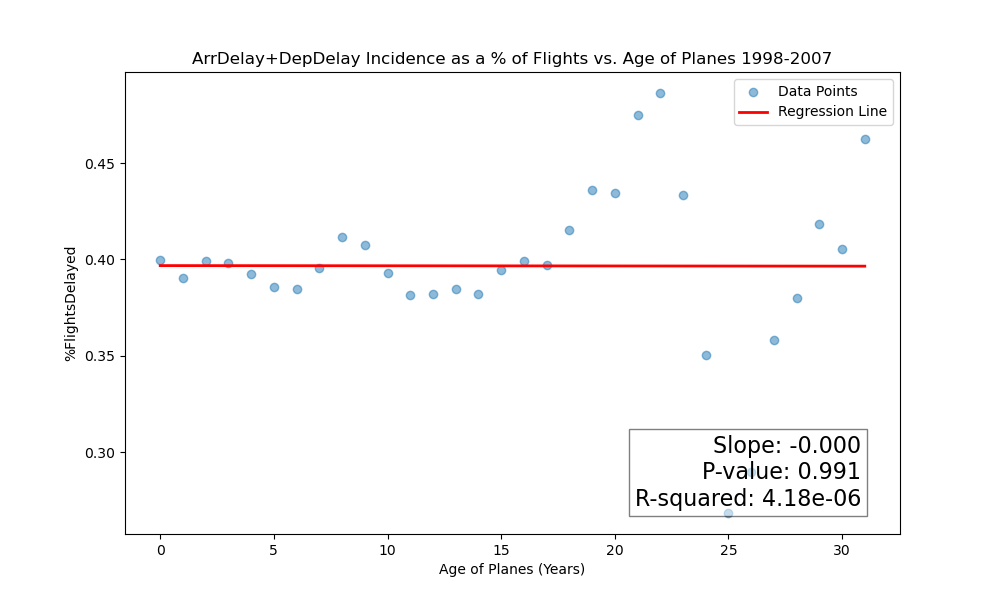 ArrDelay+DepDelay Incidence as a % of Flights vs. Age of Planes 1998-2007
Data Points
Regression Line
%FlightsDelayed
0.45
0.40
0.35
0.30
Slope: -0.000
P-value: 0.991
R-squared: 4.18e-06
0 5 10 15 20 25 30
Age of Planes (Years)